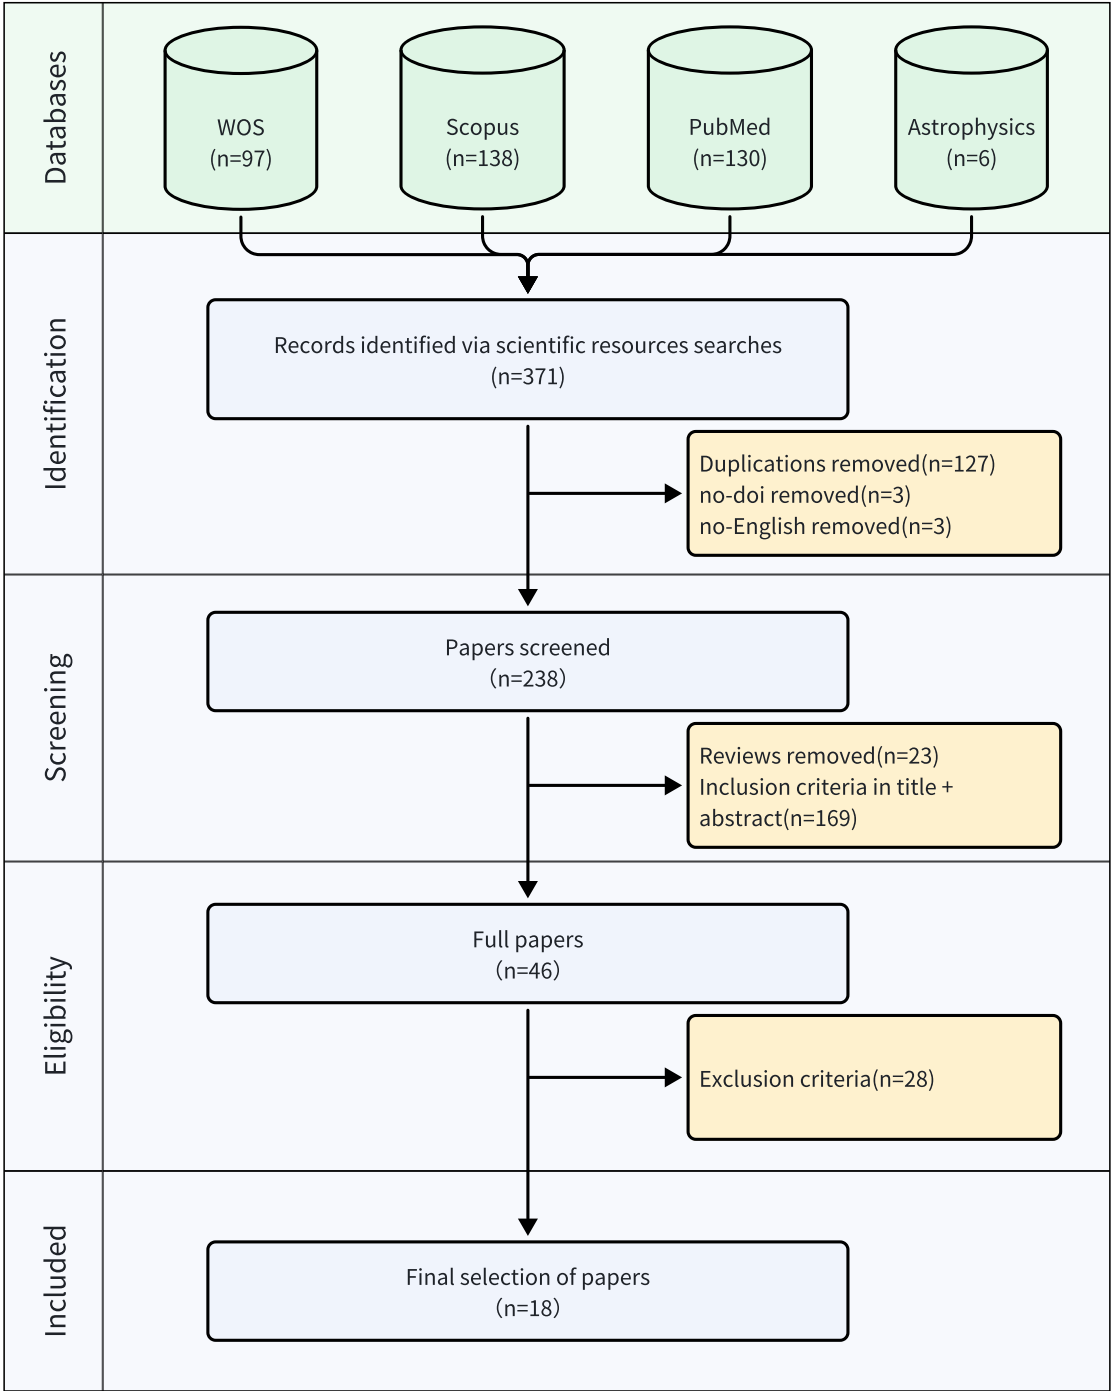 Databases
WOS
(n=97)
Scopus
(n=138)
PubMed
(n=130)
Astrophysics
(n=6)
Identification
Records identified via scientific resources searches
(n=371)
Duplications removed(n=127)
no-doi removed(n=3)
no-English removed(n=3)
Screening
Papers screened
（n=238）
Reviews removed(n=23)
Inclusion criteria in title +
abstract(n=169)
Eligibility
Full papers
（n=46）
Exclusion criteria(n=28)
Included
Final selection of papers
（n=18）